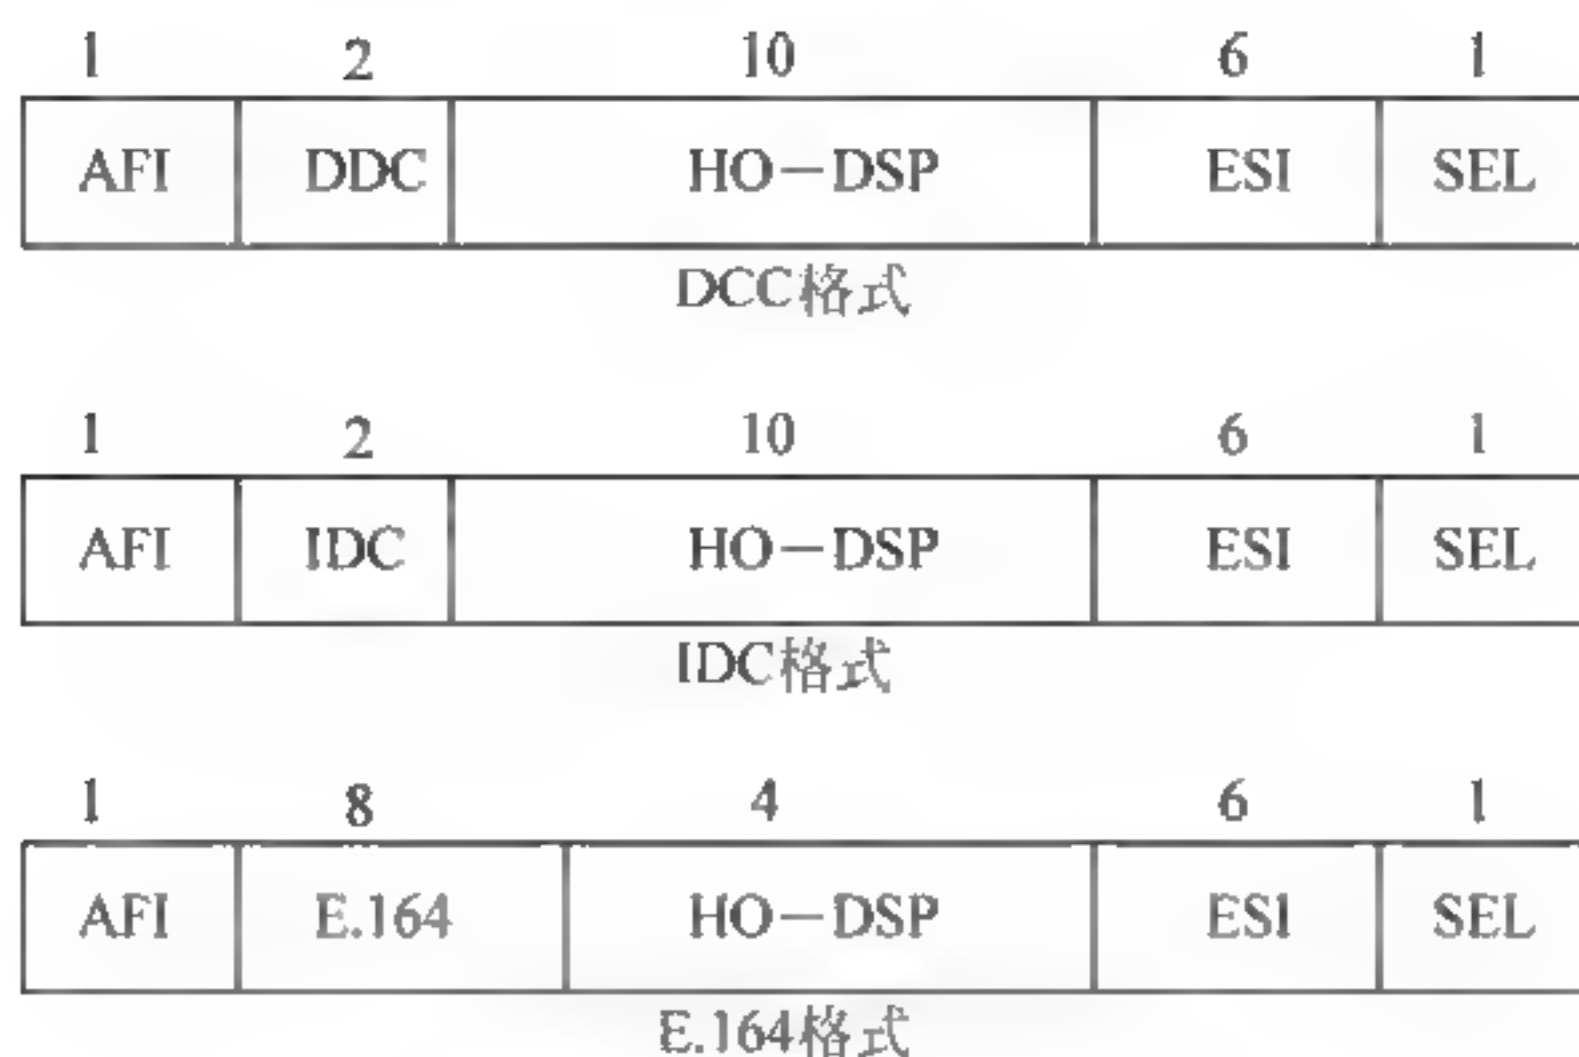 1 2 10 6 1
AFI DDC HO－DSP ESI SEL
DCC格式
1 2 10 6 1
AFI IDC HO－DSP ESI SEL
IDC格式
1 8 4 6 1
AFI E.164 HO－DSP ESI SEL
E.164格式